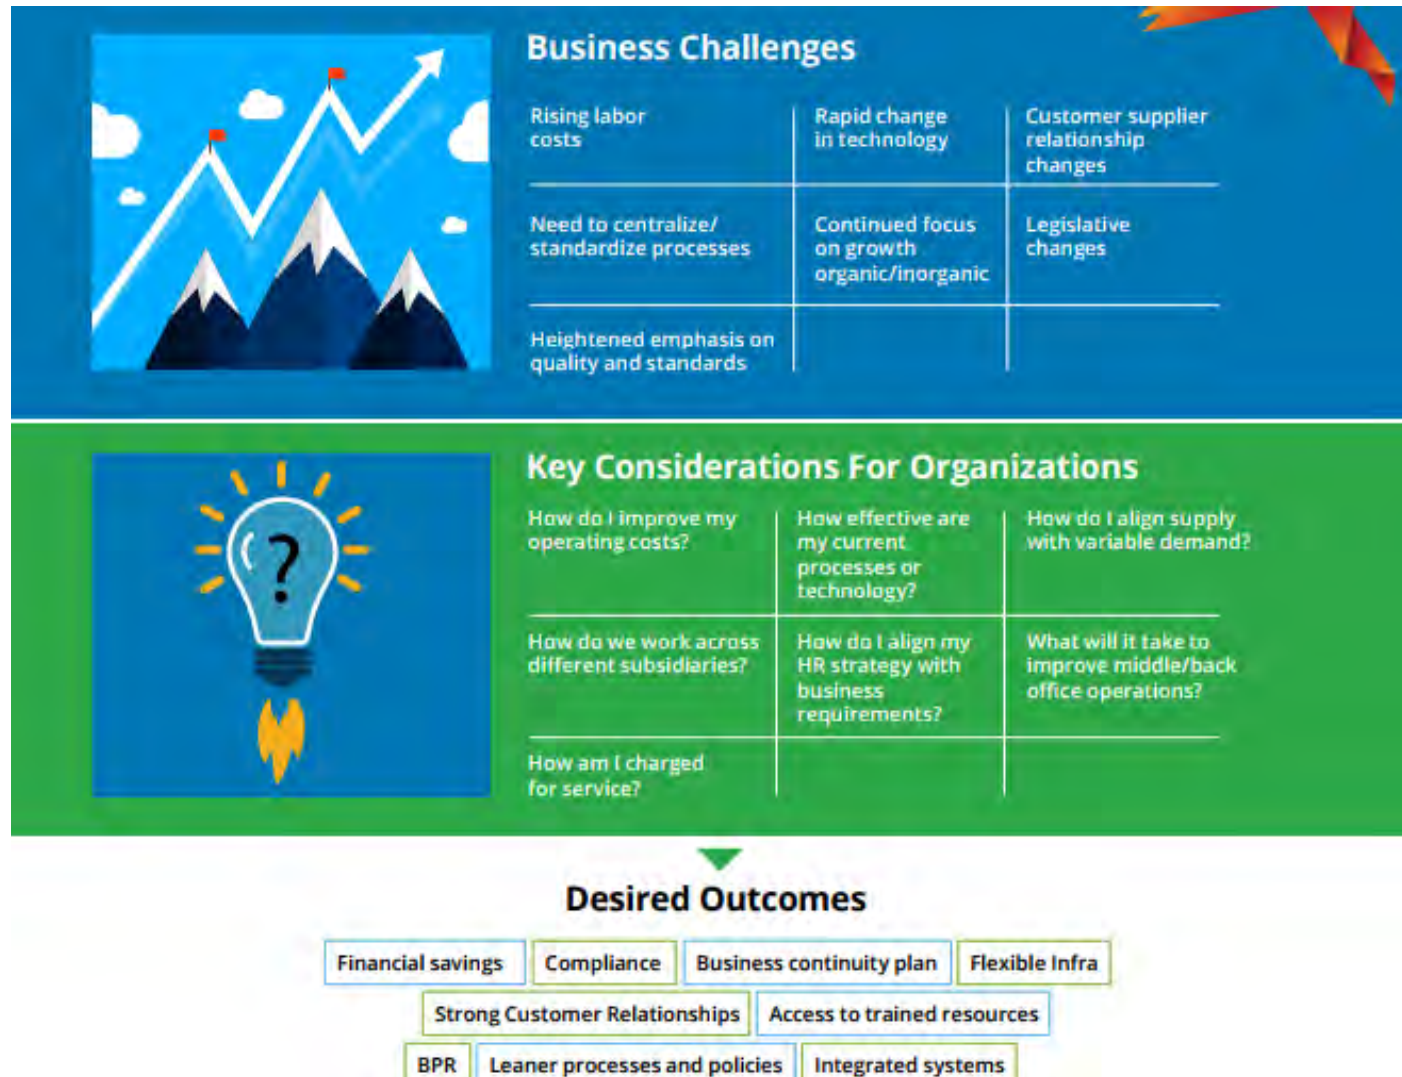 Business Challenges
Rising labor
costs
Rapid change
in technology
Customer supplier
relationship
changes
Need to centralize/
standardize processes
Continued focus
on growth
organic/inorganic
Legislative
changes
Heightened emphasis on
quality and standards
?
Key Considerations For Organizations
How do I improve my
operating costs?
How effective are
my current
processes or
technology?
How do I align supply
with variable demand?
How do we work across
different subsidiaries?
How do I align my
HR strategy with
business
requirements?
What will it take to
improve middle/back
office operations?
How am I charged
for service?
Desired Outcomes
Financial savings
Compliance
Business continuity plan
Flexible Infra
Strong Customer Relationships
Access to trained resources
BPR
Leaner processes and policies
Integrated systems